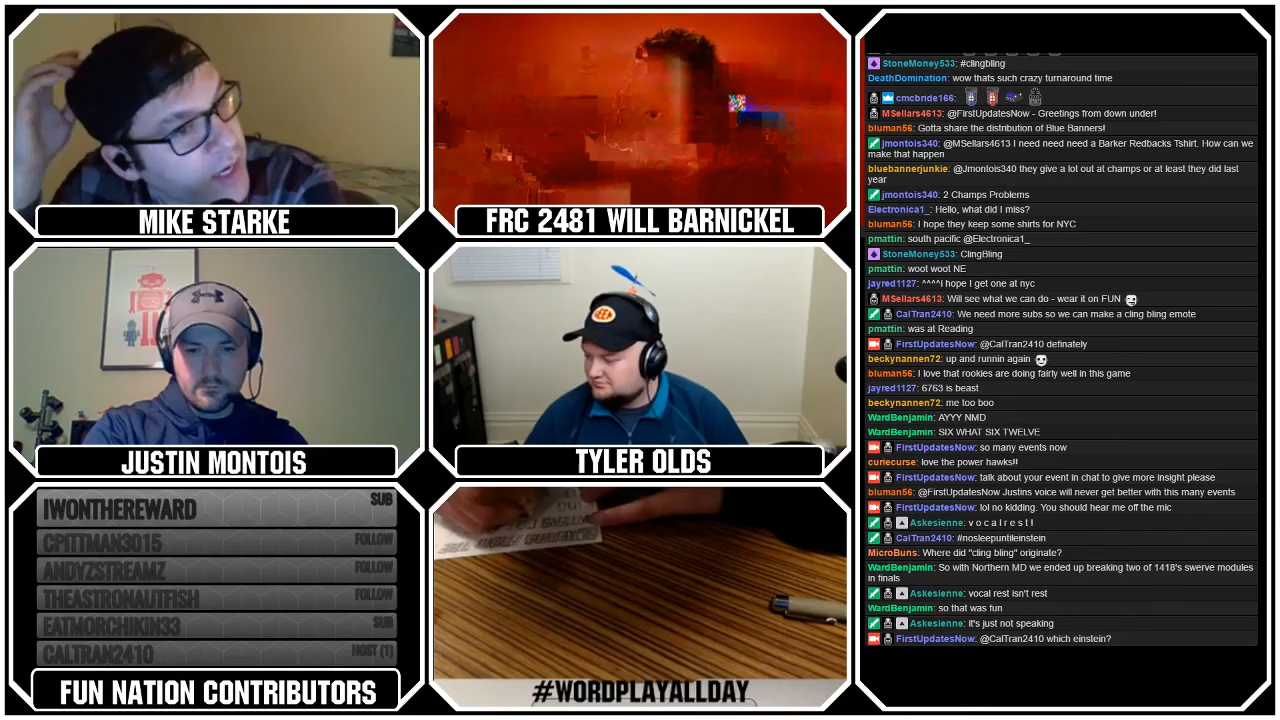 MIKE STARKE
FRC 2481 WILL BARNICKEL
JUSTIN MONTOIS
GEEK
TYLER OLDS
IWONTHEREWARD SUB
CPITTMAN3015 FOLLOW
ANDYZSTREAMZ FOLLOW
THEASTRONAUTFISH FOLLOW
EATMORCHIKIN33 SUB
CALTRAN2410 HOST (1)
FUN NATION CONTRIBUTORS
#WORDPLAYALLDAY
StoneMoney533: #clingbling
DeathDomination: wow thats such crazy turnaround time
cmcbride166:
MSellars4613: @FirstUpdatesNow - Greetings from down under!
bluman56: Gotta share the distribution of Blue Banners!
jmontois340: @MSellars4613 I need need need a Barker Redbacks Tshirt. How can we
make that happen
bluebannerjunkie: @Jmontois340 they give a lot out at champs or at least they did last
year
jmontois340: 2 Champs Problems
Electronica1_: Hello, what did I miss?
bluman56: I hope they keep some shirts for NYC
pmattin: south pacific @Electronica1_
StoneMoney533: ClingBling
pmattin: woot woot NE
jayred1127: ^^^^I hope I get one at nyc
MSellars4613: Will see what we can do - wear it on FUN
CalTran2410: We need more subs so we can make a cling bling emote
pmattin: was at Reading
FirstUpdatesNow: @CalTran2410 definately
beckynannen72: up and runnin again
bluman56: I love that rookies are doing fairly well in this game
jayred1127: 6763 is beast
beckynannen72: me too boo
WardBenjamin: AYYY NMD
WardBenjamin: SIX WHAT SIX TWELVE
FirstUpdatesNow: so many events now
curiecurse: love the power hawks!!
FirstUpdatesNow: talk about your event in chat to give more insight please
bluman56: @FirstUpdatesNow Justins voice will never get better with this many events
FirstUpdatesNow: lol no kidding. You should hear me off the mic
Askesienne: v o c a l r e s t !
CalTran2410: #nosleepuntileinstein
MicroBuns: Where did "cling bling" originate?
WardBenjamin: So with Northern MD we ended up breaking two of 1418's swerve modules
in finals
Askesienne: vocal rest isn't rest
WardBenjamin: so that was fun
Askesienne: it's just not speaking
FirstUpdatesNow: @CalTran2410 which einstein?